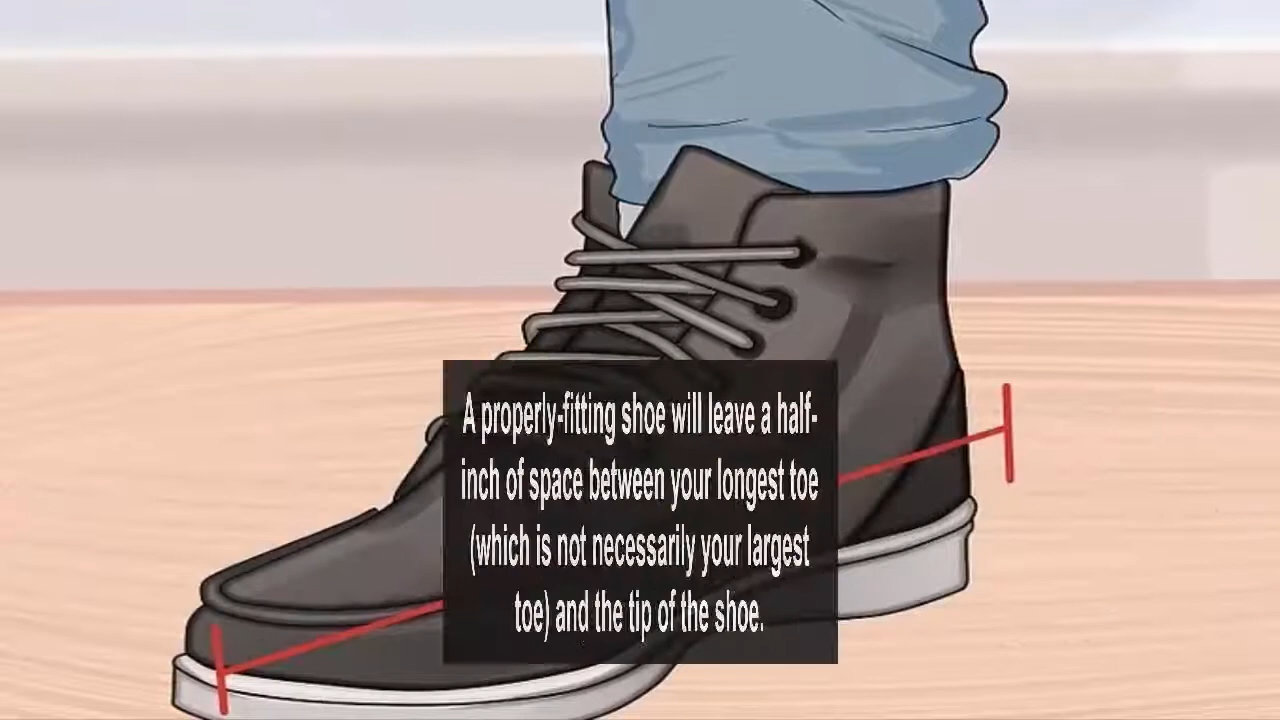 A properly-fitting shoe will leave a half-
inch of space between your longest toe
(which is not necessarily your largest
toe) and the tip of the shoe.